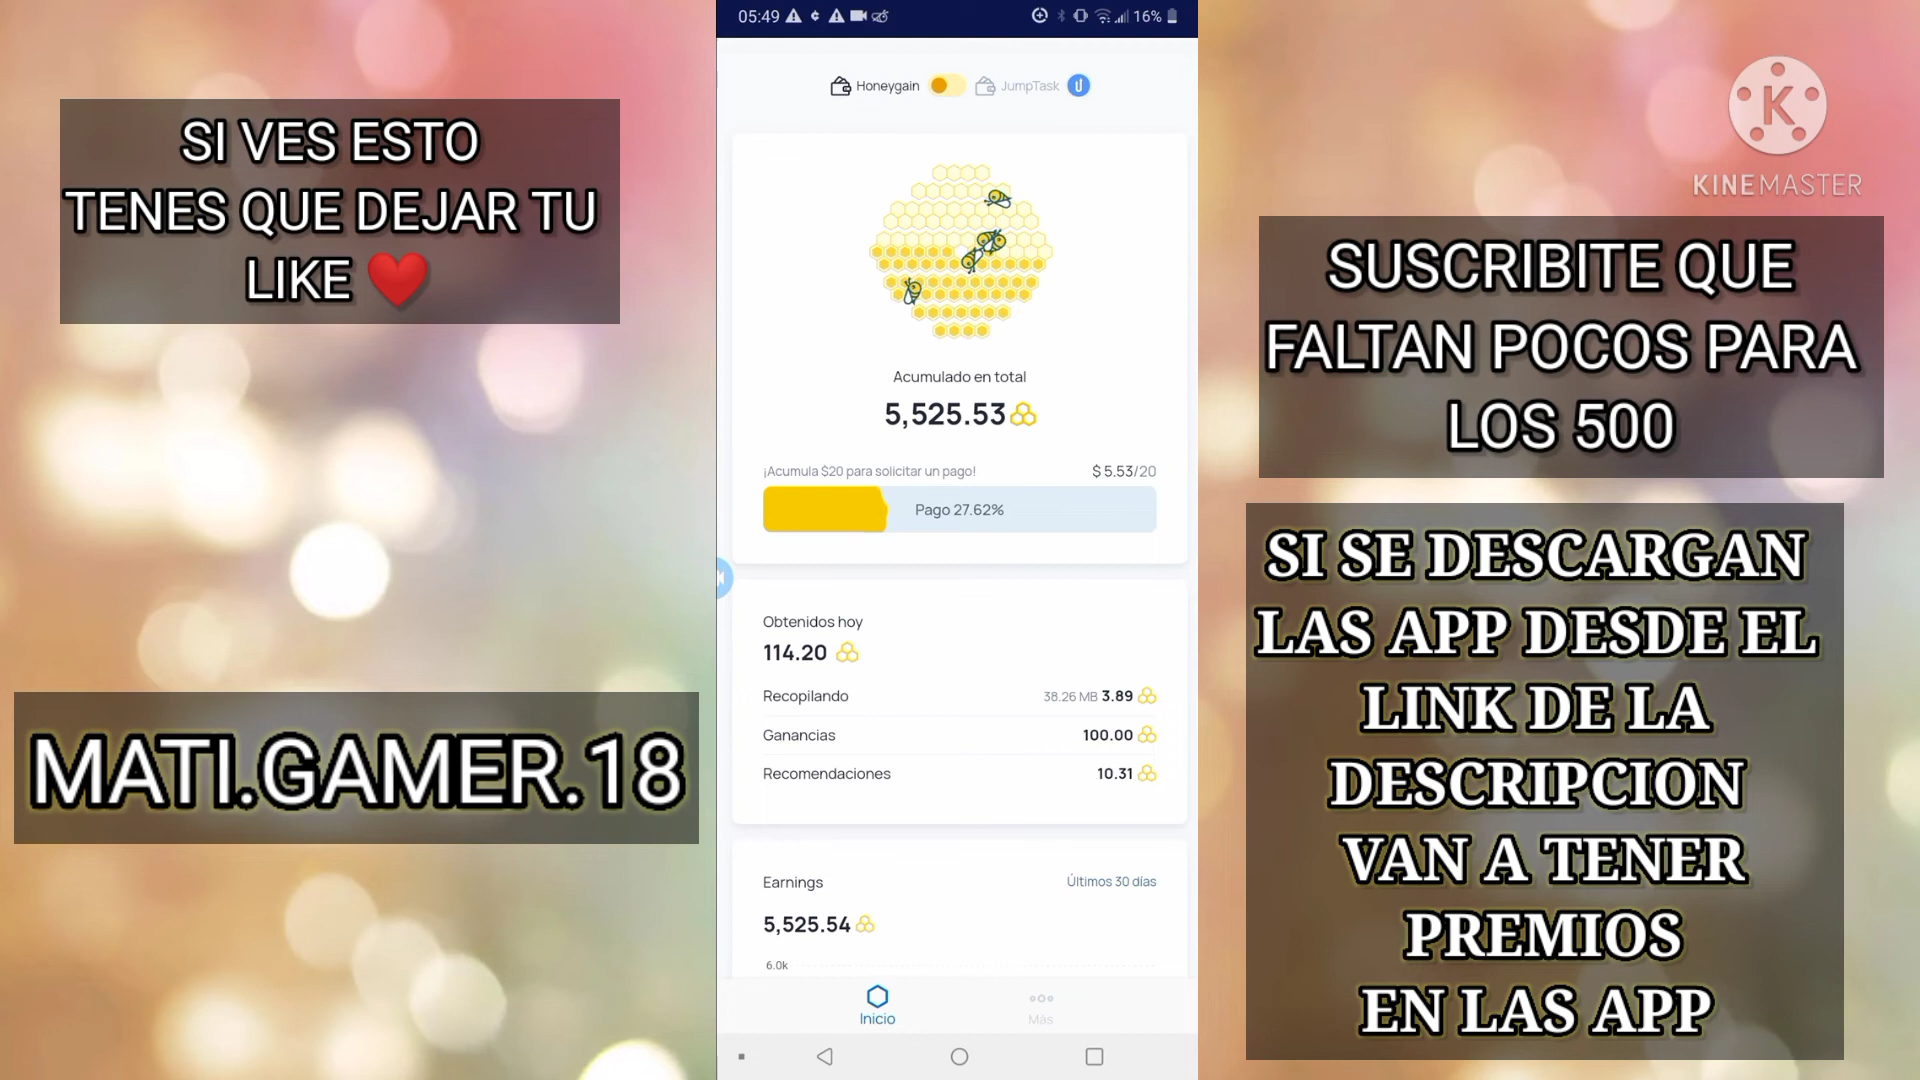 SI VES ESTO
TENES QUE DEJAR TU
LIKE ❤️
MATI.GAMER.18
05:49
16%
Honeygain
JumpTask
Acumulado en total
5,525.53
¡Acumula $20 para solicitar un pago!
$ 5.53/20
Pago 27.62%
Obtenidos hoy
114.20
Recopilando
38.26 MB 3.89
Ganancias
100.00
Recomendaciones
10.31
Earnings
Últimos 30 días
5,525.54
6.0k
Inicio
Más
K
KINEMASTER
SUSCRIBITE QUE
FALTAN POCOS PARA
LOS 500
SI SE DESCARGAN
LAS APP DESDE EL
LINK DE LA
DESCRIPCION
VAN A TENER
PREMIOS
EN LAS APP